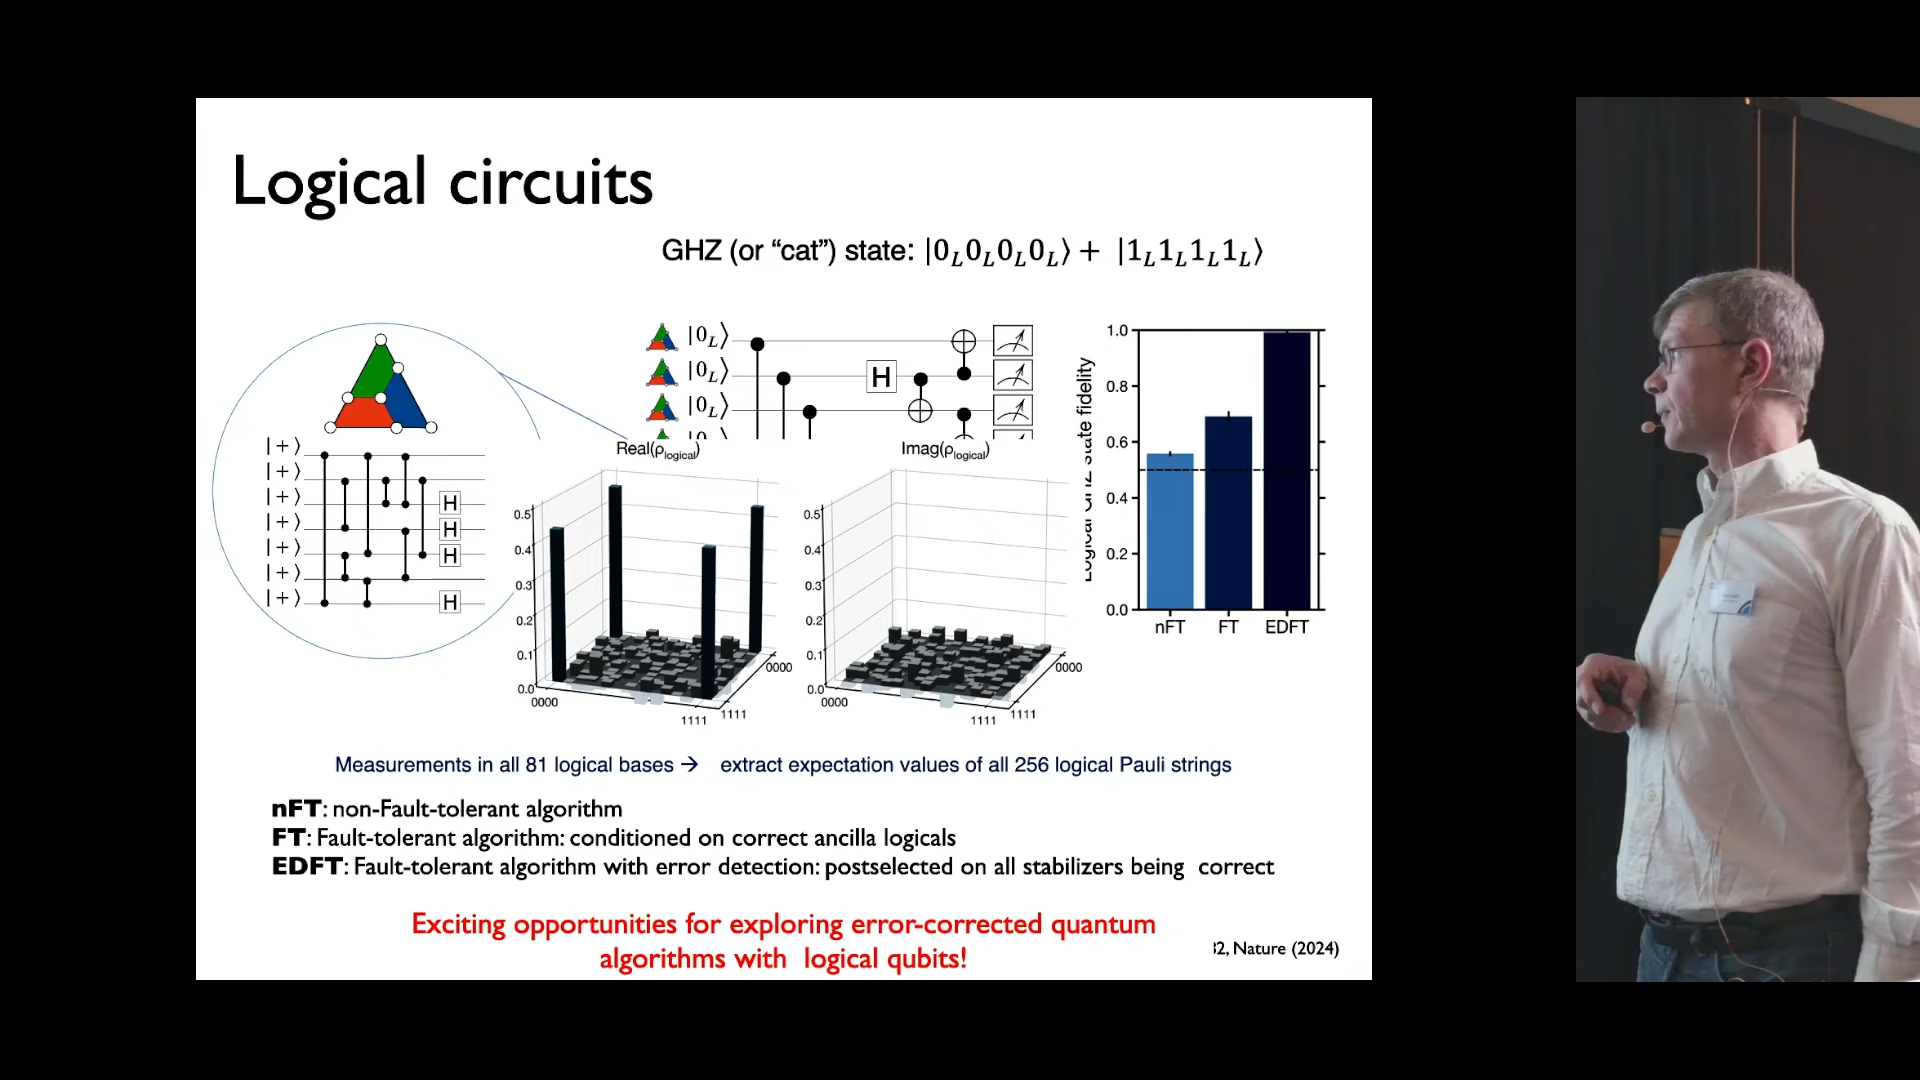 Logical circuits
GHZ (or “cat”) state: |0_L0_L0_L0_L⟩ + |1_L1_L1_L1_L⟩
|0_L⟩
|0_L⟩
H
|0_L⟩
|+⟩
|+⟩
|+⟩ H
|+⟩ H
|+⟩ H
|+⟩
|+⟩ H
Real(ρ_logical)
0.5
0.4
0.3
0.2
0.1
0.0
0000
1111
1111
0000
Imag(ρ_logical)
0.5
0.4
0.3
0.2
0.1
0.0
0000
1111
1111
0000
Logical GHZ state fidelity
1.0
0.8
0.6
0.4
0.2
0.0
nFT FT EDFT
Measurements in all 81 logical bases → extract expectation values of all 256 logical Pauli strings
nFT: non-Fault-tolerant algorithm
FT: Fault-tolerant algorithm: conditioned on correct ancilla logicals
EDFT: Fault-tolerant algorithm with error detection: postselected on all stabilizers being correct
Exciting opportunities for exploring error-corrected quantum
algorithms with logical qubits!
2, Nature (2024)